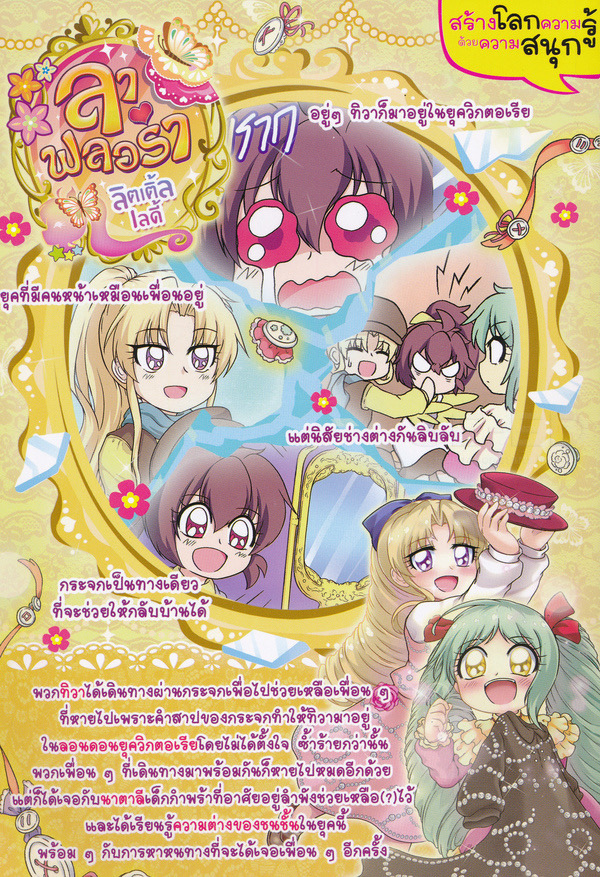 สร้างโลกความรู้
ด้วยความสนุก
ลา
ฟลอร่า
ลิตเติ้ล
เลดี้
ราก
อยู่ๆ ทิวาก็มาอยู่ในยุควิกตอเรีย
ยุคที่มีคนหน้าเหมือนเพื่อนอยู่
แต่นิสัยช่างต่างกันลิบลับ
กระจกเป็นทางเดียว
ที่จะช่วยให้กลับบ้านได้
พวกทิวาได้เดินทางผ่านกระจกเพื่อไปช่วยเหลือเพื่อน ๆ
ที่หายไปเพราะคำสาปของกระจกทำให้ทิวามาอยู่
ในลอนดอนยุควิกตอเรียโดยไม่ได้ตั้งใจ ซ้ำร้ายกว่านั้น
พวกเพื่อน ๆ ที่เดินทางมาพร้อมกันก็หายไปหมดอีกด้วย
แต่ก็ได้เจอกับนาตาลีเด็กกำพร้าที่อาศัยอยู่ลำพังช่วยเหลือ(?)ไว้
และได้เรียนรู้ความต่างของชนชั้นในยุคนี้
พร้อม ๆ กับการหาหนทางที่จะได้เจอเพื่อน ๆ อีกครั้ง